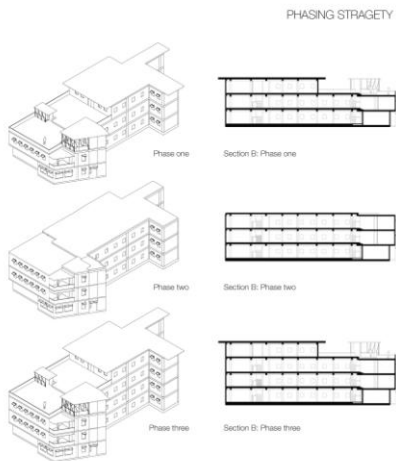 PHASING STRAGETY
Phase one
Section B: Phase one
Phase two
Section B: Phase two
Phase three
Section B: Phase three